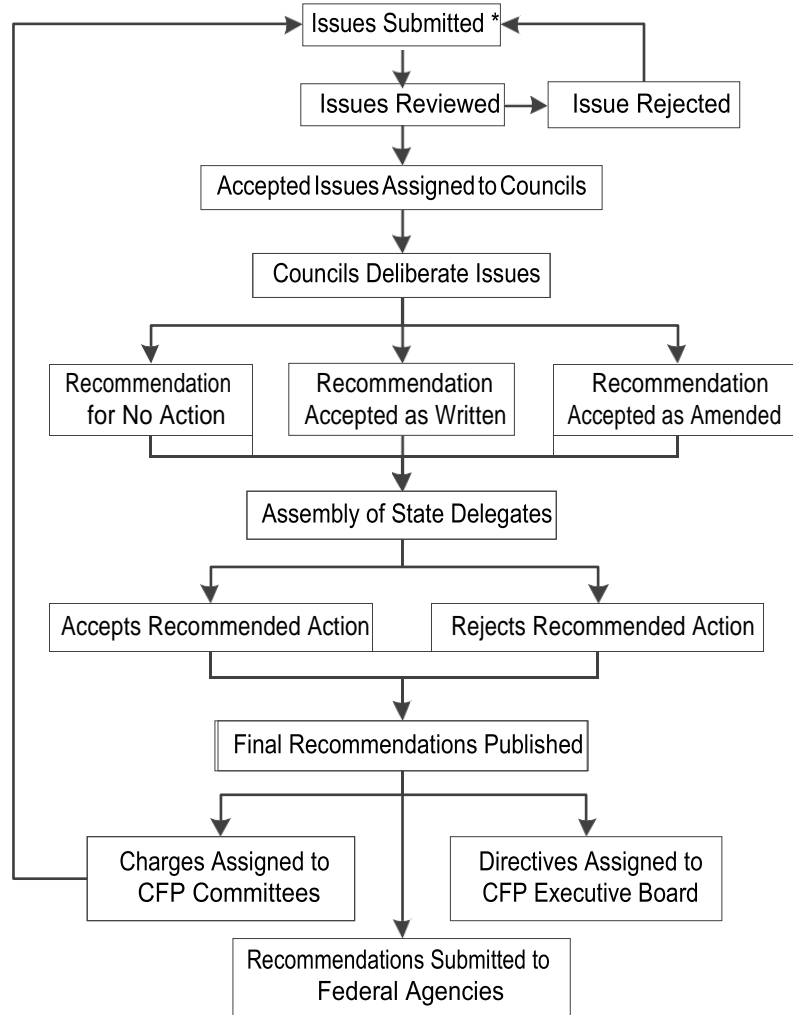 Issues Submitted *
Issues Reviewed
Issue Rejected
Accepted Issues Assigned to Councils
Councils Deliberate Issues
Recommendation
for No Action
Recommendation
Accepted as Written
Recommendation
Accepted as Amended
Assembly of State Delegates
Accepts Recommended Action
Rejects Recommended Action
Final Recommendations Published
Charges Assigned to
CFP Committees
Directives Assigned to
CFP Executive Board
Recommendations Submitted to
Federal Agencies